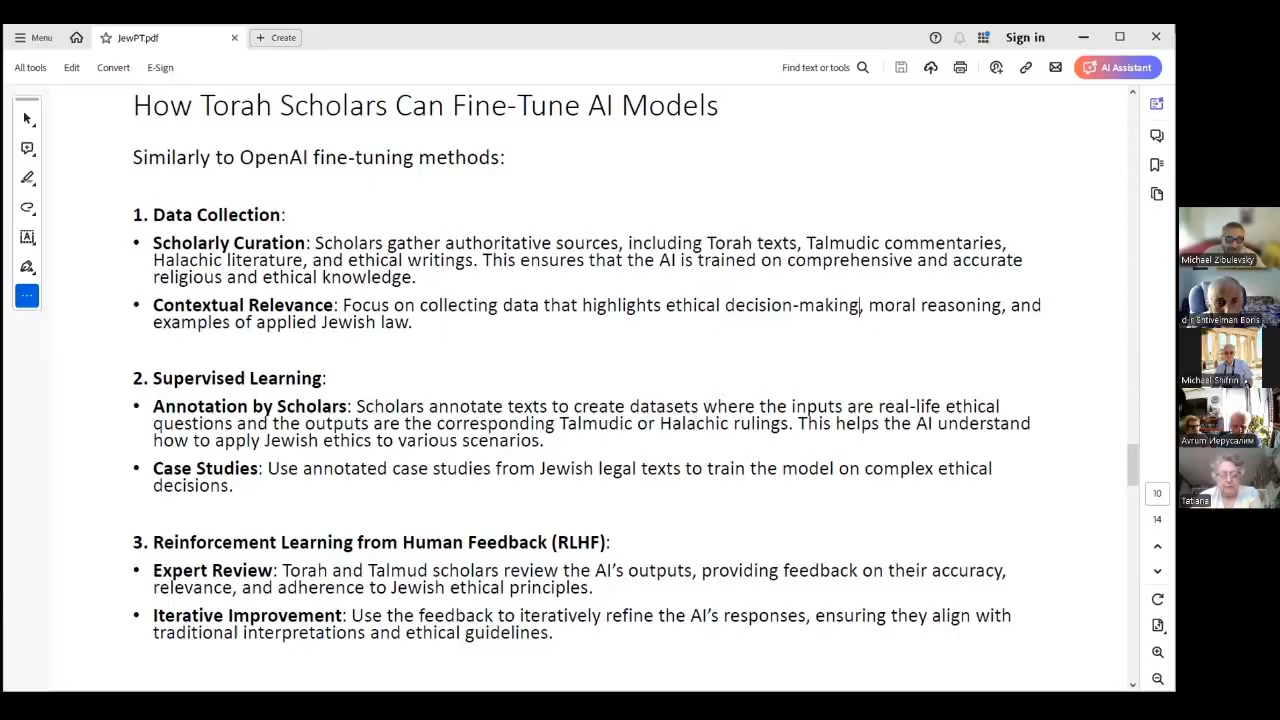 Menu
JewPT.pdf
Create
Sign in
All tools
Edit
Convert
E-Sign
Find text or tools
AI Assistant
How Torah Scholars Can Fine-Tune AI Models
Similarly to OpenAI fine-tuning methods:
1. Data Collection:
• Scholarly Curation: Scholars gather authoritative sources, including Torah texts, Talmudic commentaries,
Halachic literature, and ethical writings. This ensures that the AI is trained on comprehensive and accurate
religious and ethical knowledge.
• Contextual Relevance: Focus on collecting data that highlights ethical decision-making, moral reasoning, and
examples of applied Jewish law.
2. Supervised Learning:
• Annotation by Scholars: Scholars annotate texts to create datasets where the inputs are real-life ethical
questions and the outputs are the corresponding Talmudic or Halachic rulings. This helps the AI understand
how to apply Jewish ethics to various scenarios.
• Case Studies: Use annotated case studies from Jewish legal texts to train the model on complex ethical
decisions.
3. Reinforcement Learning from Human Feedback (RLHF):
• Expert Review: Torah and Talmud scholars review the AI’s outputs, providing feedback on their accuracy,
relevance, and adherence to Jewish ethical principles.
• Iterative Improvement: Use the feedback to iteratively refine the AI’s responses, ensuring they align with
traditional interpretations and ethical guidelines.
10
14
Michael Zibulevsky
d-r Shtivelman Boris
Michael Shifrin
Avrum Иерусалим
Tatiana